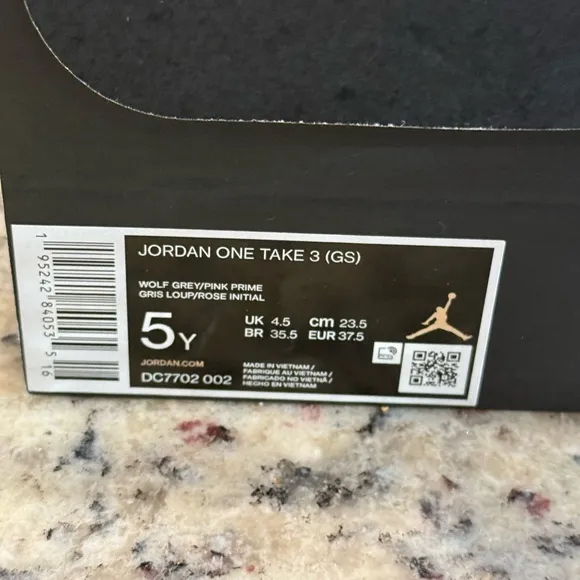 JORDAN ONE TAKE 3 (GS)
WOLF GREY/PINK PRIME
GRIS LOUP/ROSE INITIAL
5Y
UK 4.5 cm 23.5
BR 35.5 EUR 37.5
JORDAN.COM
DC7702 002
MADE IN VIETNAM /
FABRIQUÉ AU VIETNAM /
FABRICADO NO VIETNÃ /
HECHO EN VIETNAM
1 95242 84053 5 16